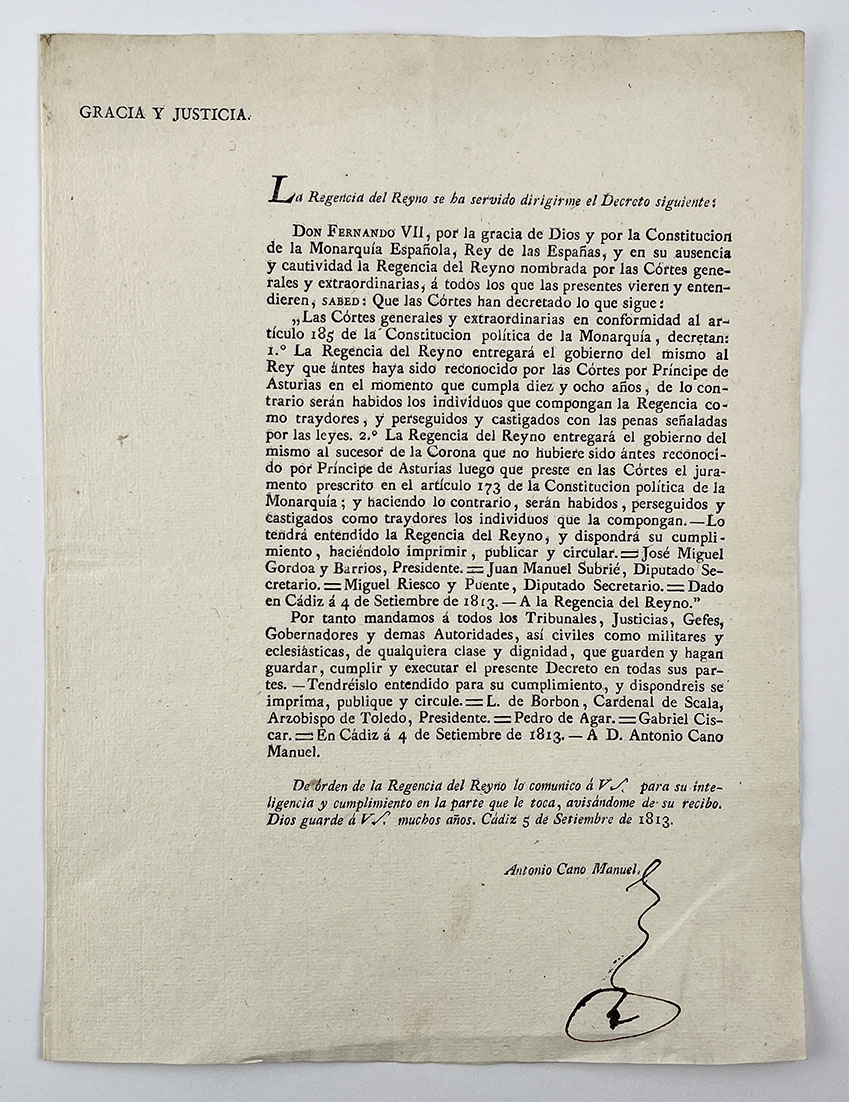 GRACIA Y JUSTICIA.
La Regencia del Reyno se ha servido dirigirme el Decreto siguiente:
DON FERNANDO VII, por la gracia de Dios y por la Constitucion
de la Monarquía Española, Rey de las Españas, y en su ausencia
y cautividad la Regencia del Reyno nombrada por las Córtes gene-
rales y extraordinarias, á todos los que las presentes vieren y enten-
dieren, SABED: Que las Córtes han decretado lo que sigue:
„Las Córtes generales y extraordinarias en conformidad al ar-
tículo 185 de la Constitucion política de la Monarquía, decretan:
1.º La Regencia del Reyno entregará el gobierno del mismo al
Rey que ántes haya sido reconocido por las Córtes por Príncipe de
Asturias en el momento que cumpla diez y ocho años, de lo con-
trario serán habidos los individuos que compongan la Regencia co-
mo traydores, y perseguidos y castigados con las penas señaladas
por las leyes. 2.º La Regencia del Reyno entregará el gobierno del
mismo al sucesor de la Corona que no hubiere sido ántes reconoci-
do por Príncipe de Asturias luego que preste en las Córtes el jura-
mento prescrito en el artículo 173 de la Constitucion política de la
Monarquía; y haciendo lo contrario, serán habidos, perseguidos y
castigados como traydores los individuos que la compongan.—Lo
tendrá entendido la Regencia del Reyno, y dispondrá su cumpli-
miento, haciéndolo imprimir, publicar y circular.=José Miguel
Gordoa y Barrios, Presidente.=Juan Manuel Subrié, Diputado Se-
cretario.=Miguel Riesco y Puente, Diputado Secretario.=Dado
en Cádiz á 4 de Setiembre de 1813.—A la Regencia del Reyno.”
Por tanto mandamos á todos los Tribunales, Justicias, Gefes,
Gobernadores y demas Autoridades, así civiles como militares y
eclesiásticas, de qualquiera clase y dignidad, que guarden y hagan
guardar, cumplir y executar el presente Decreto en todas sus par-
tes.—Tendréislo entendido para su cumplimiento, y dispondreis se
imprima, publique y circule.=L. de Borbon, Cardenal de Scala,
Arzobispo de Toledo, Presidente.=Pedro de Agar.=Gabriel Cis-
car.=En Cádiz á 4 de Setiembre de 1813.—A D. Antonio Cano
Manuel.
De órden de la Regencia del Reyno lo comunico á VS. para su inte-
ligencia y cumplimiento en la parte que le toca, avisándome de su recibo.
Dios guarde á VS. muchos años. Cádiz 5 de Setiembre de 1813.
Antonio Cano Manuel.